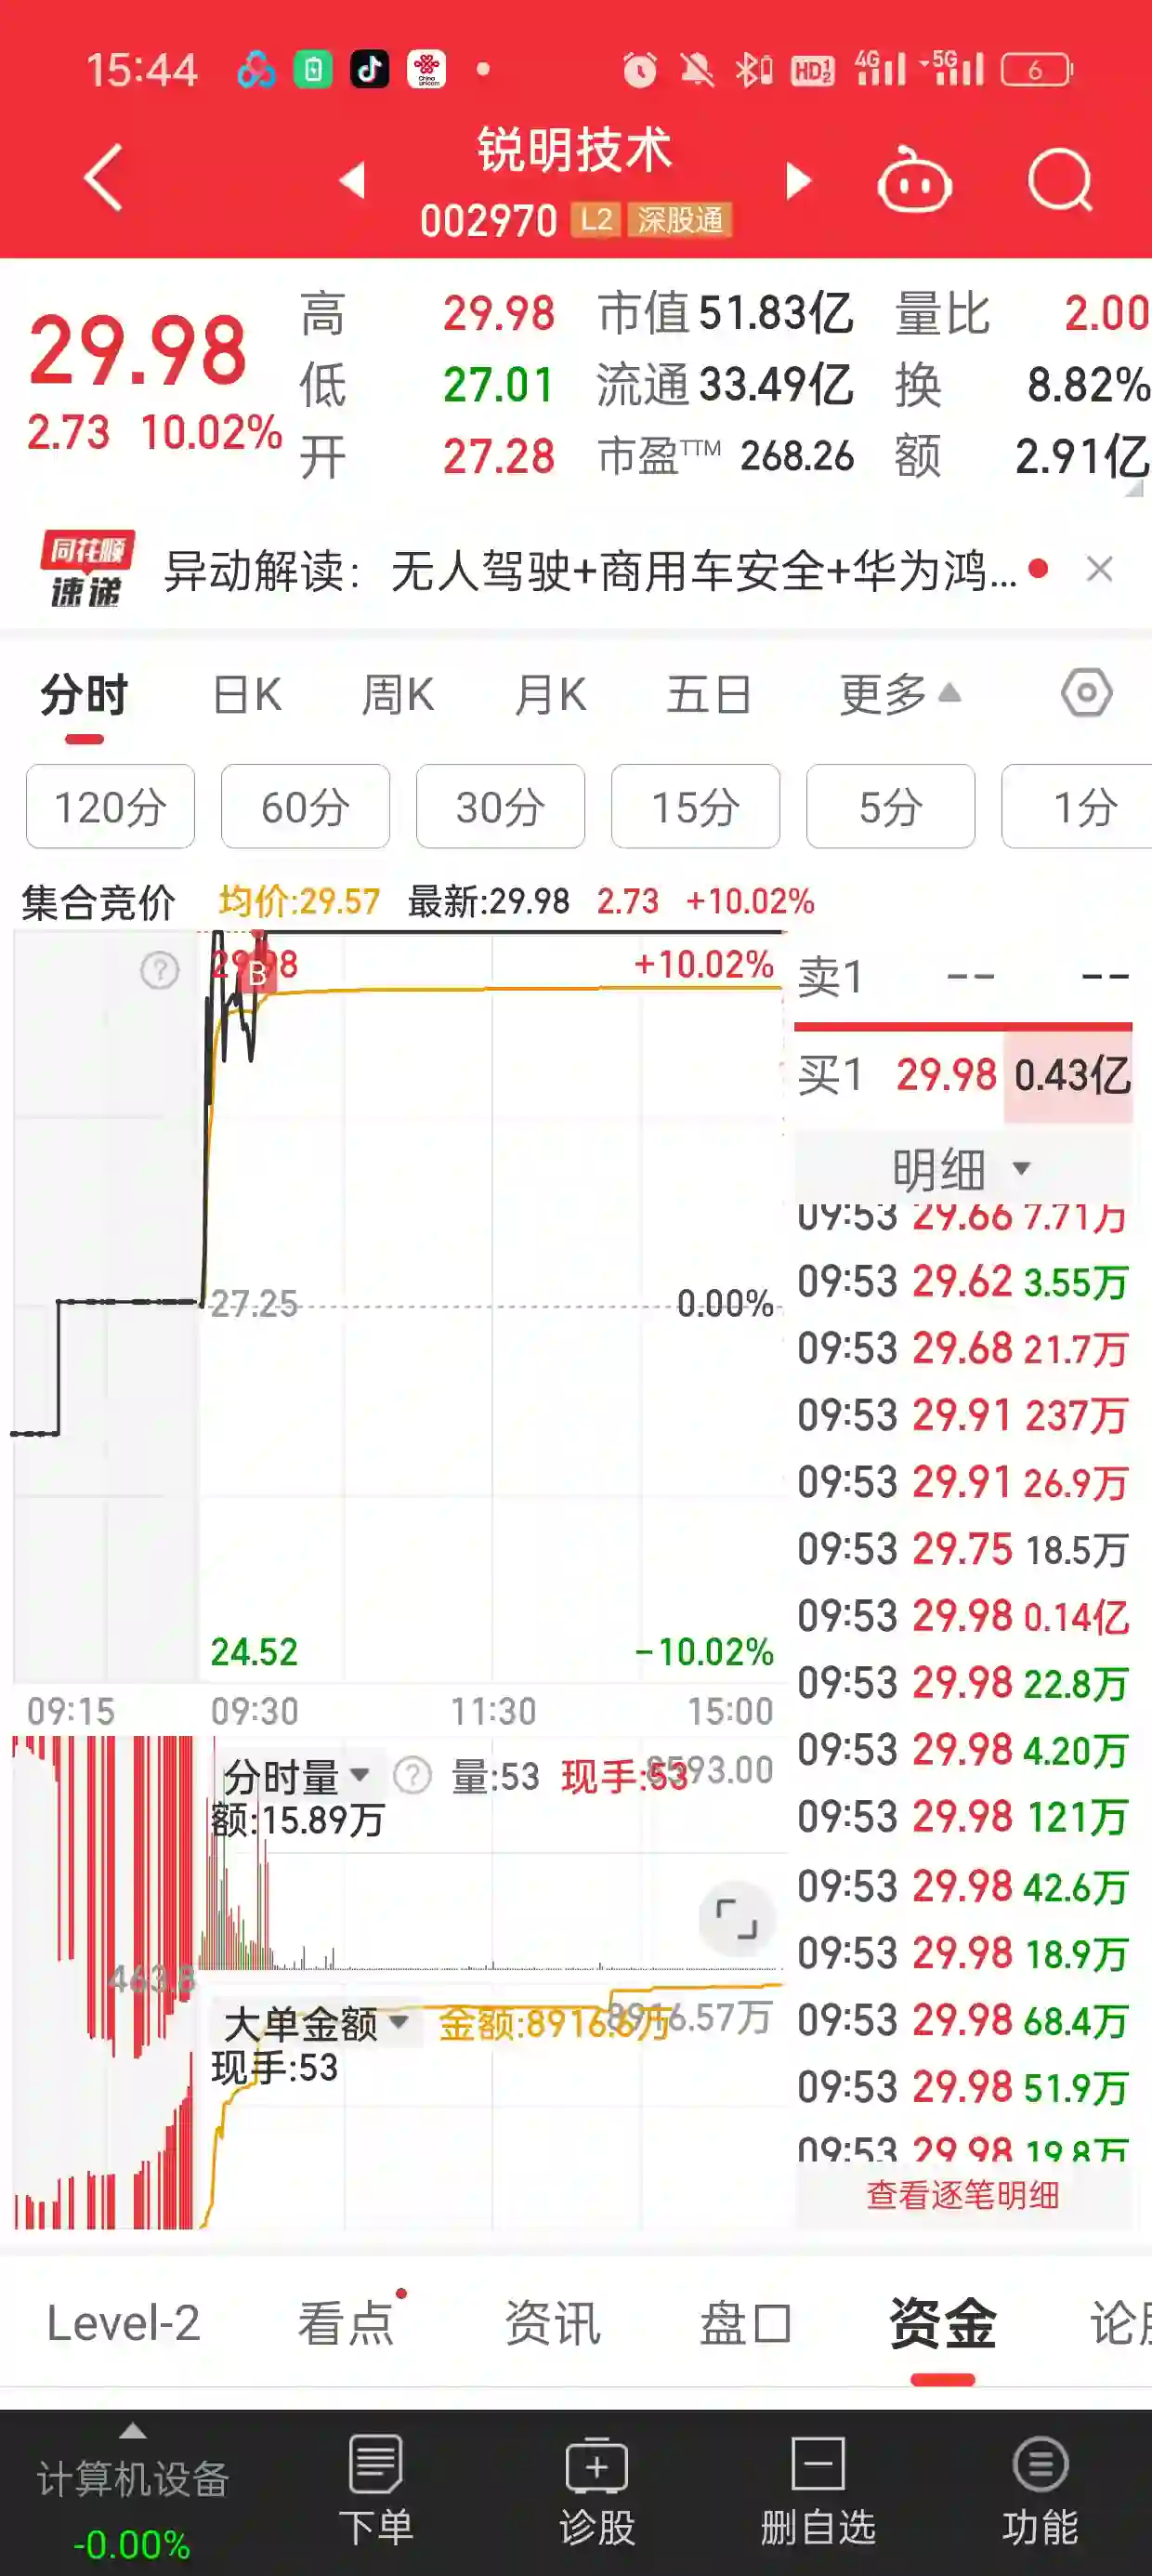 15:44 HD1 2 4G 5G 6
China unicom
锐明技术
002970 L2 深股通
29.98
2.73 10.02%
高 29.98 市值 51.83亿 量比 2.00
低 27.01 流通 33.49亿 换 8.82%
开 27.28 市盈TTM 268.26 额 2.91亿
同花顺
速递
异动解读：无人驾驶+商用车安全+华为鸿...
分时 日K 周K 月K 五日 更多
120分 60分 30分 15分 5分 1分
集合竞价 均价:29.57 最新:29.98 2.73 +10.02%
B +10.02%
27.25 0.00%
24.52 -10.02%
09:15 09:30 11:30 15:00
卖1 -- --
买1 29.98 0.43亿
明细
09:53 29.66 7.71万
09:53 29.62 3.55万
09:53 29.68 21.7万
09:53 29.91 237万
09:53 29.91 26.9万
09:53 29.75 18.5万
09:53 29.98 0.14亿
09:53 29.98 22.8万
09:53 29.98 4.20万
09:53 29.98 121万
09:53 29.98 42.6万
09:53 29.98 18.9万
09:53 29.98 68.4万
09:53 29.98 51.9万
09:53 29.98 19.8万
查看逐笔明细
分时量 ? 量:53 现手:53
额:15.89万
463.8
大单金额 金额:8916.6万
现手:53
Level-2 看点 资讯 盘口 资金
计算机设备 下单 诊股 删自选 功能
-0.00%